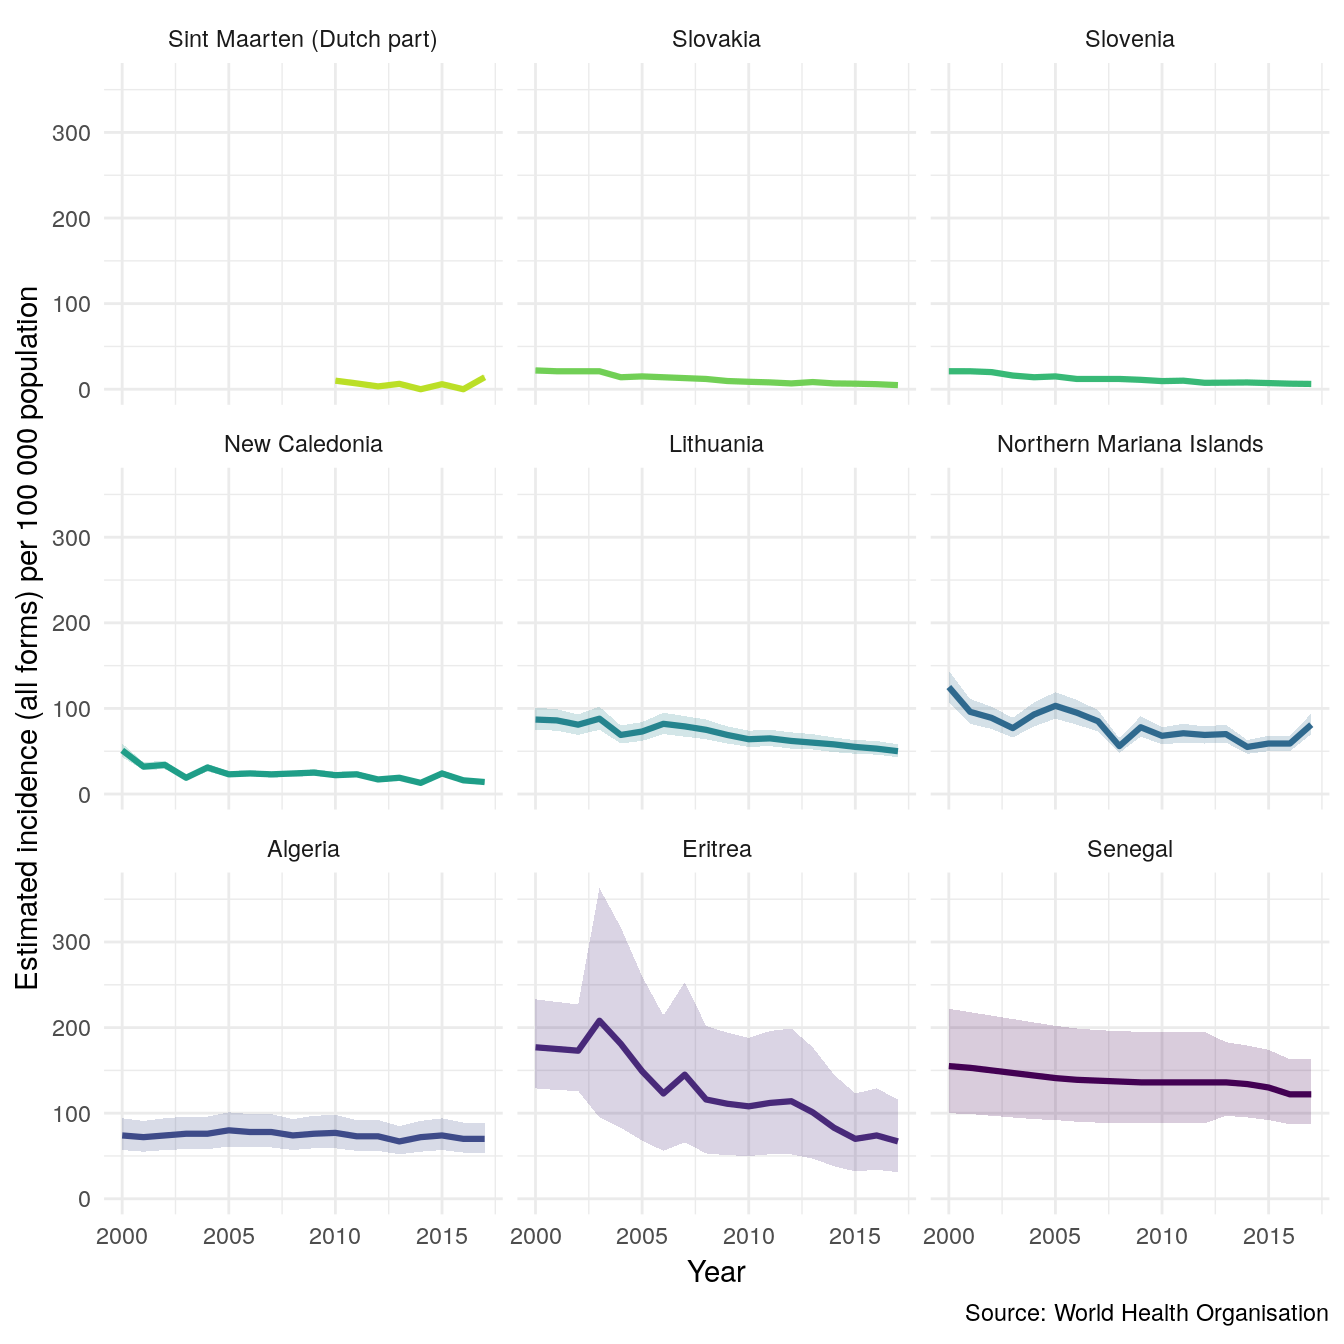 Sint Maarten (Dutch part)
Slovakia
Slovenia
300
200
100
0
New Caledonia
Lithuania
Northern Mariana Islands
300
200
100
0
Algeria
Eritrea
Senegal
300
200
100
0
2000 2005 2010 2015
2000 2005 2010 2015
2000 2005 2010 2015
Estimated incidence (all forms) per 100 000 population
Year
Source: World Health Organisation